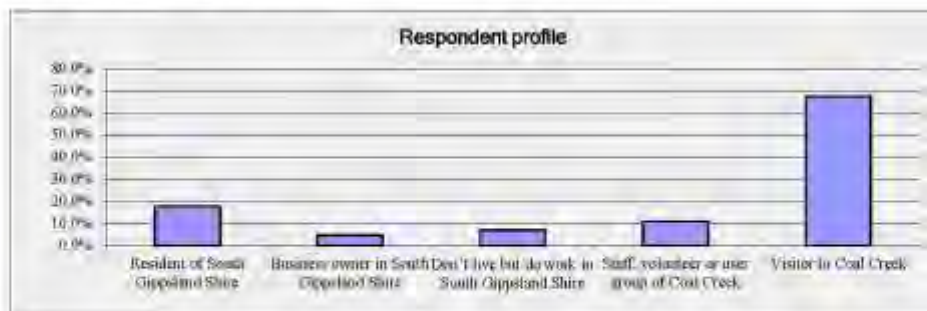 Respondent profile
80.0%
70.0%
60.0%
50.0%
40.0%
30.0%
20.0%
10.0%
0.0%
Resident of South
Gippsland Shire
Business owner in South
Gippsland Shire
Don't live but do work in
South Gippsland Shire
Staff, volunteer or user
group of Coal Creek
Visitor to Coal Creek